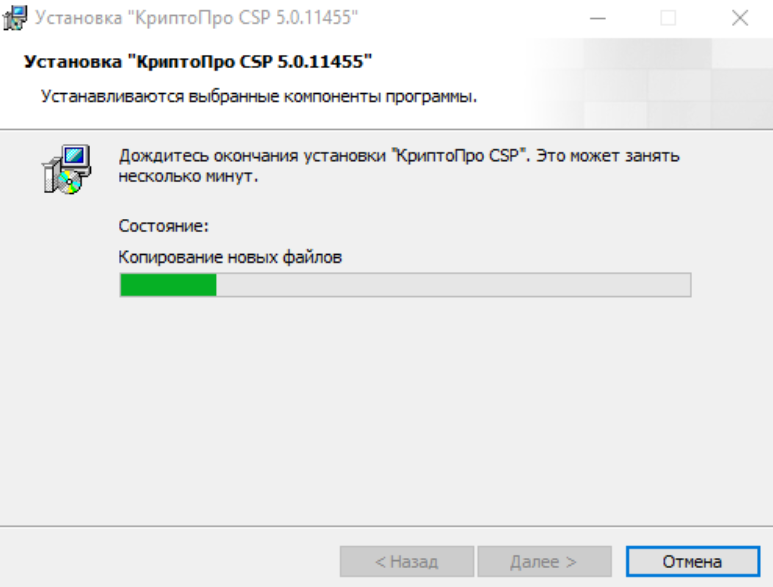 Установка "КриптоПро CSP 5.0.11455"
Установка "КриптоПро CSP 5.0.11455"
Устанавливаются выбранные компоненты программы.
Дождитесь окончания установки "КриптоПро CSP". Это может занять
несколько минут.
Состояние:
Копирование новых файлов
< Назад
Далее >
Отмена